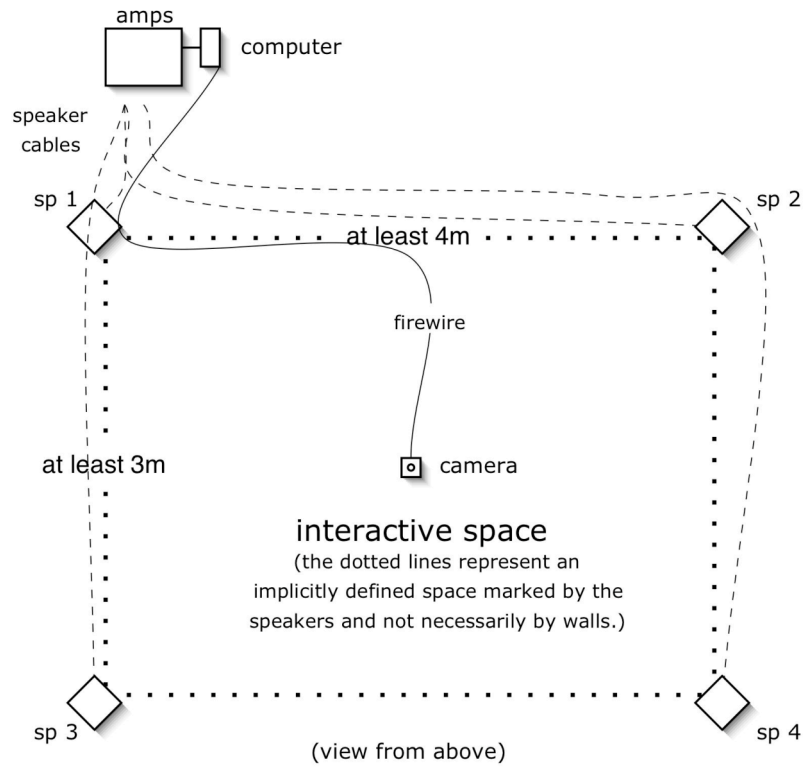 amps
computer
speaker
cables
sp 1
sp 2
at least 4m
firewire
at least 3m
camera
interactive space
(the dotted lines represent an
implicitly defined space marked by the
speakers and not necessarily by walls.)
sp 3
sp 4
(view from above)